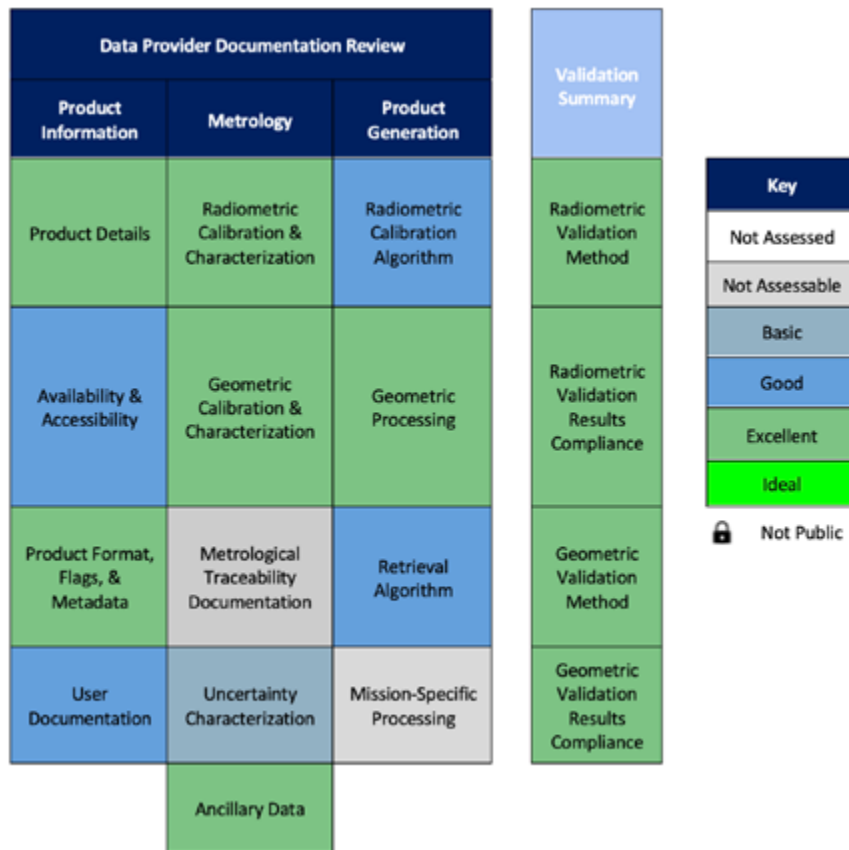 Data Provider Documentation Review
Product
Information
Metrology
Product
Generation
Product Details
Radiometric
Calibration &
Characterization
Radiometric
Calibration
Algorithm
Availability &
Accessibility
Geometric
Calibration &
Characterization
Geometric
Processing
Product Format,
Flags, &
Metadata
Metrological
Traceability
Documentation
Retrieval
Algorithm
User
Documentation
Uncertainty
Characterization
Mission-Specific
Processing
Ancillary Data
Validation
Summary
Radiometric
Validation
Method
Radiometric
Validation
Results
Compliance
Geometric
Validation
Method
Geometric
Validation
Results
Compliance
Key
Not Assessed
Not Assessable
Basic
Good
Excellent
Ideal
Not Public